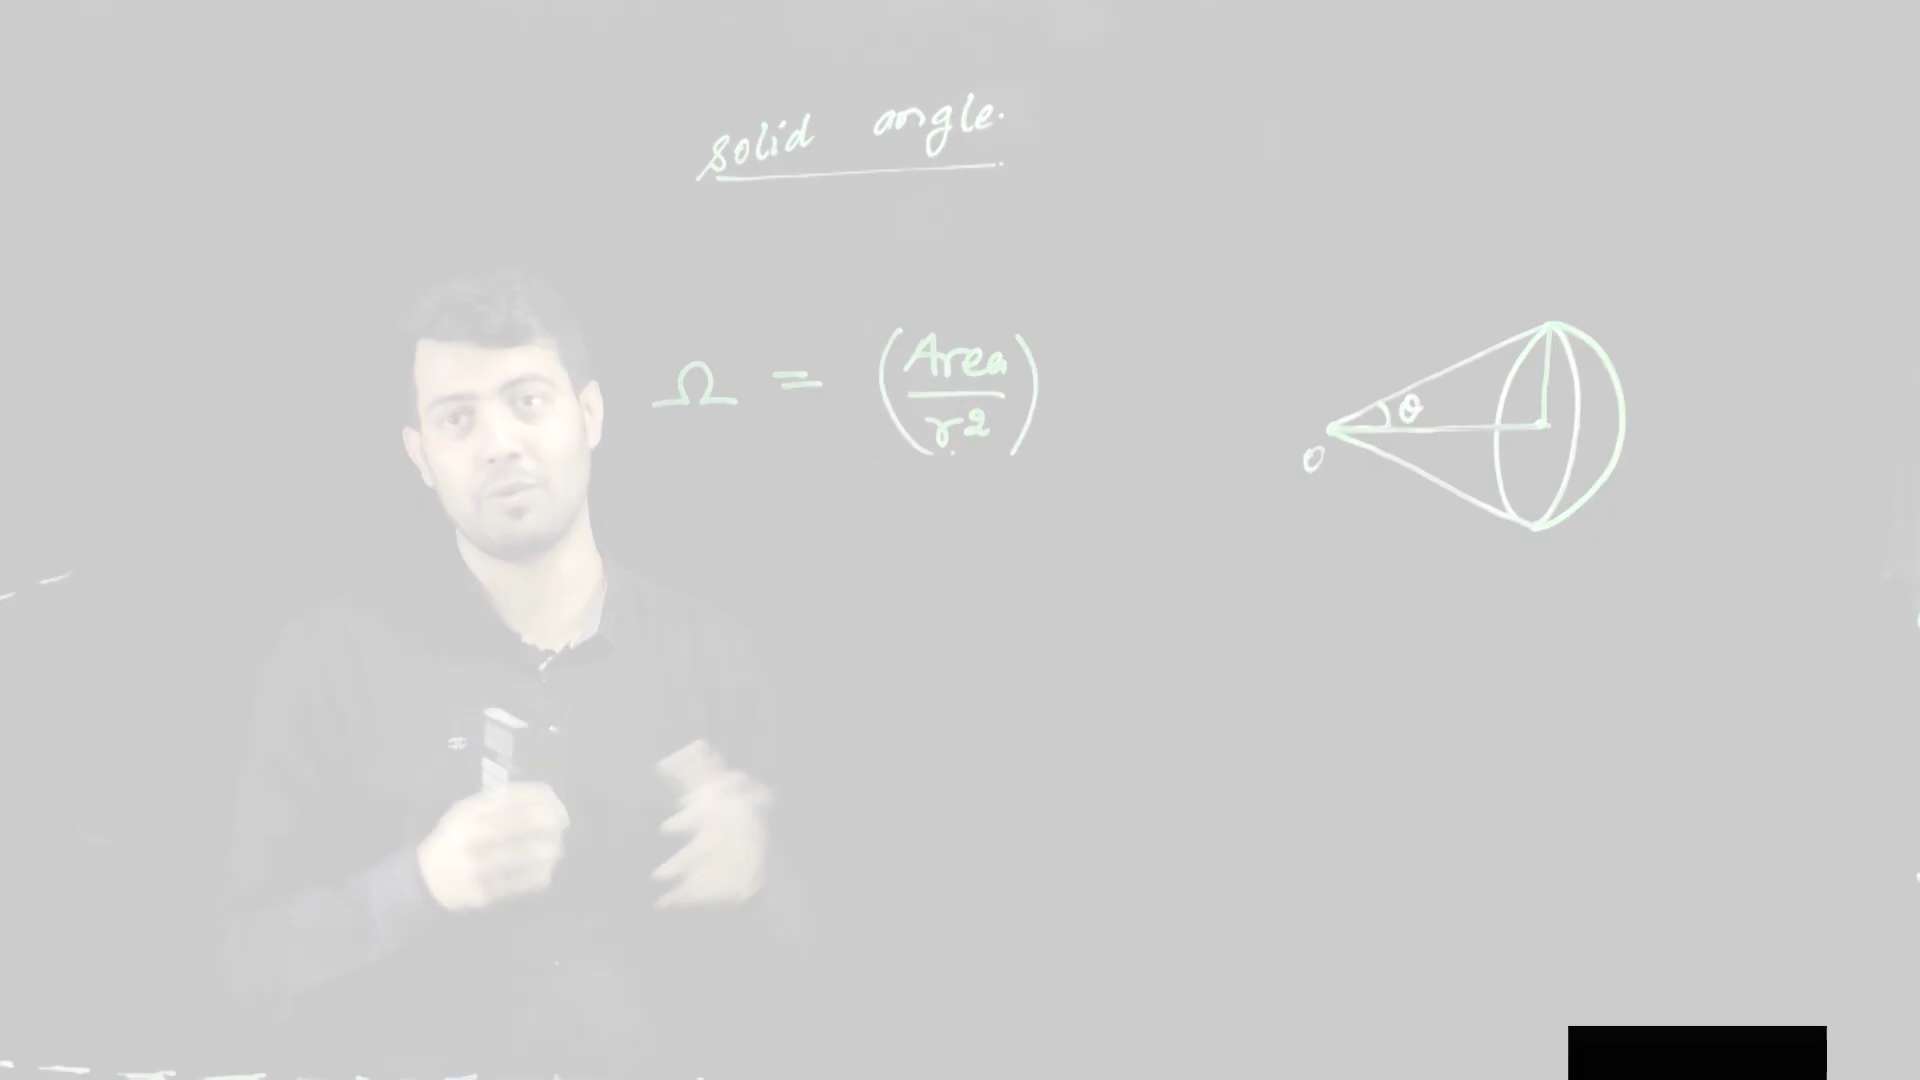 solid angle.
Ω = (Area / r²)
θ
O